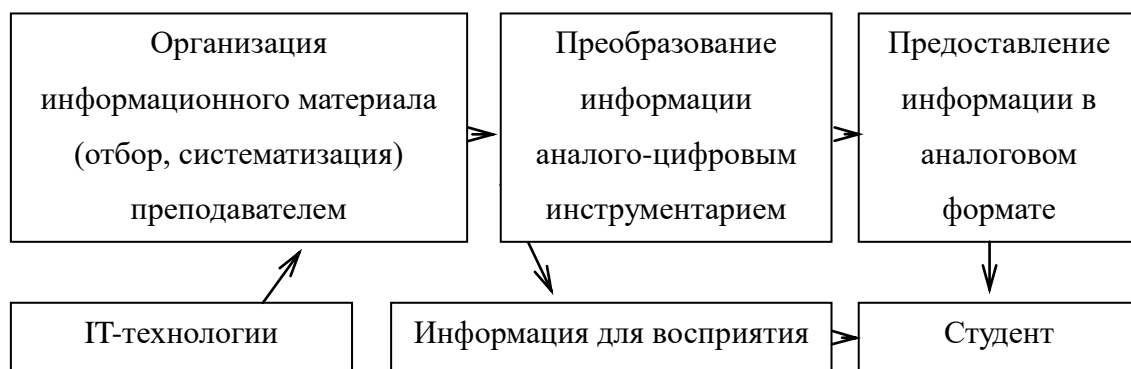 Организация
информационного материала
(отбор, систематизация)
преподавателем
Преобразование
информации
аналого-цифровым
инструментарием
Предоставление
информации в
аналоговом
формате
IT-технологии
Информация для восприятия
Студент